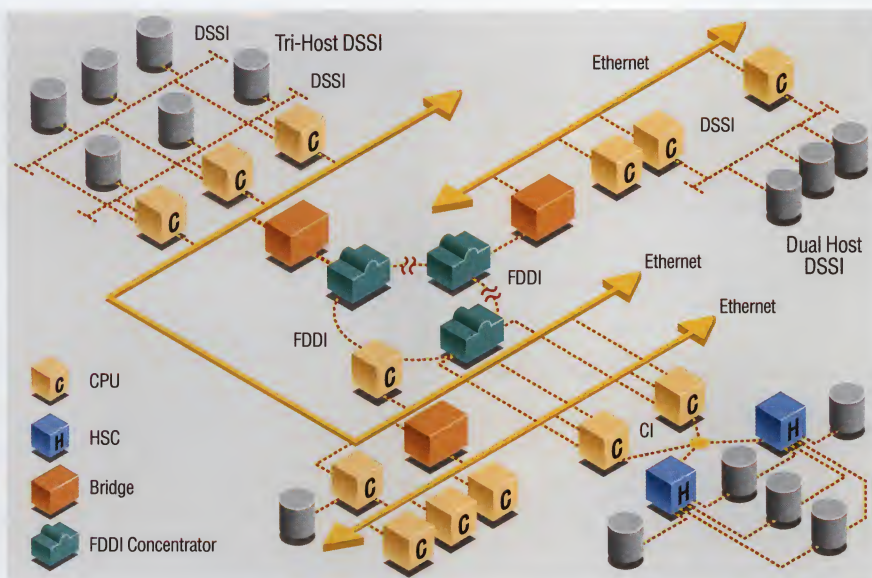 DSSI
Tri-Host DSSI
DSSI
C
C
C
Ethernet
C
DSSI
C
C
Dual Host
DSSI
Ethernet
FDDI
Ethernet
FDDI
C
C
CI
C
H
H
C
C
C
C
C CPU
H HSC
Bridge
FDDI Concentrator